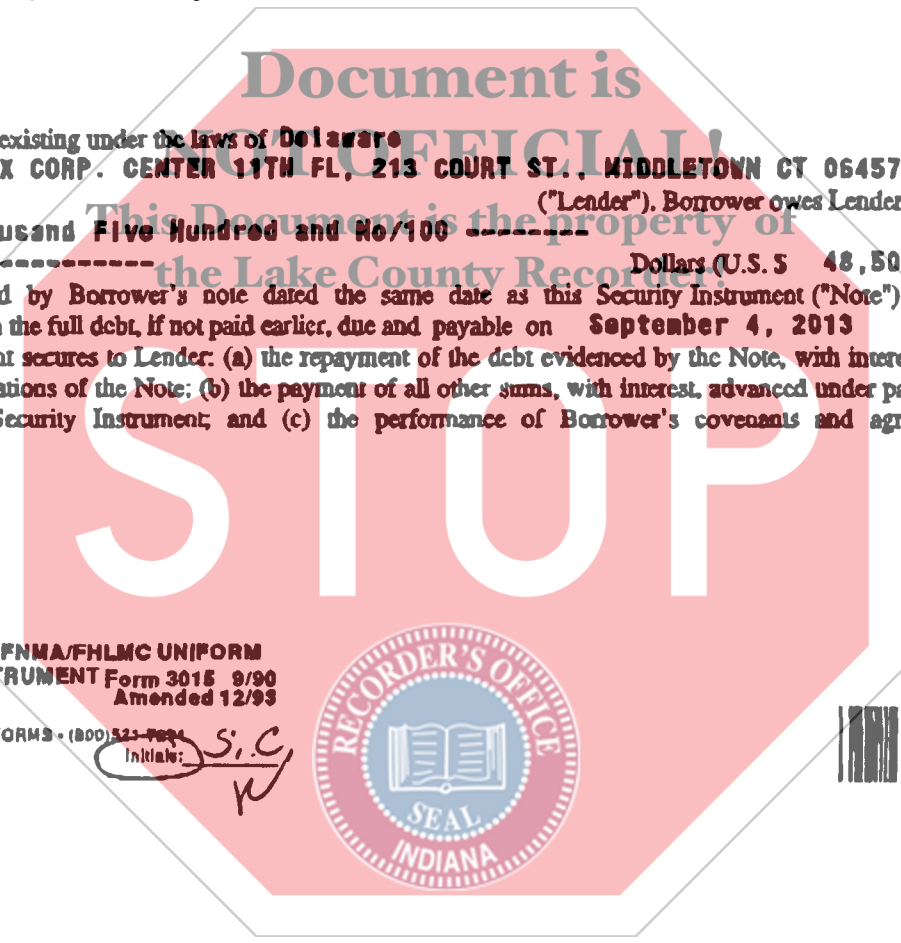 Document is
existing under the laws of Delaware
NOT OFFICIAL!
X CORP. CENTER 11TH FL, 213 COURT ST., MIDDLETOWN CT 06457
("Lender"). Borrower owes Lender
This Document is the property of
usand Five Hundred and No/100 ---------
the Lake County Recorder!
----------- Dollars (U.S. $ 48,50
d by Borrower's note dated the same date as this Security Instrument ("Note")
the full debt, if not paid earlier, due and payable on September 4, 2013
nt secures to Lender: (a) the repayment of the debt evidenced by the Note, with intere
ations of the Note; (b) the payment of all other sums, with interest, advanced under pa
Security Instrument; and (c) the performance of Borrower's covenants and agr
STOP
FNMA/FHLMC UNIFORM
TRUMENT Form 3015 9/90
Amended 12/93
ORMS - (800)521-7291
Initials: S.C
RECORDER'S OFFICE
SEAL
INDIANA